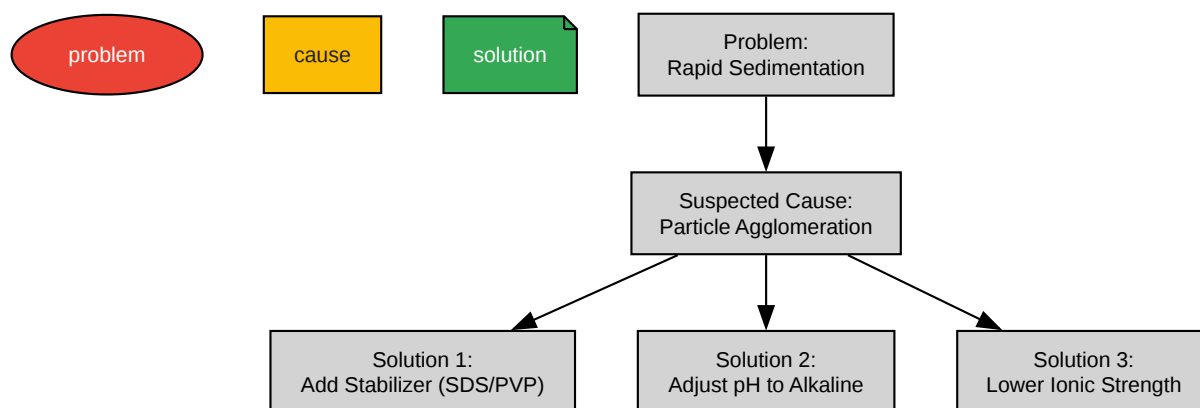 problem
cause
solution
Problem:
Rapid Sedimentation
Suspected Cause:
Particle Agglomeration
Solution 1:
Add Stabilizer (SDS/PVP)
Solution 2:
Adjust pH to Alkaline
Solution 3:
Lower Ionic Strength